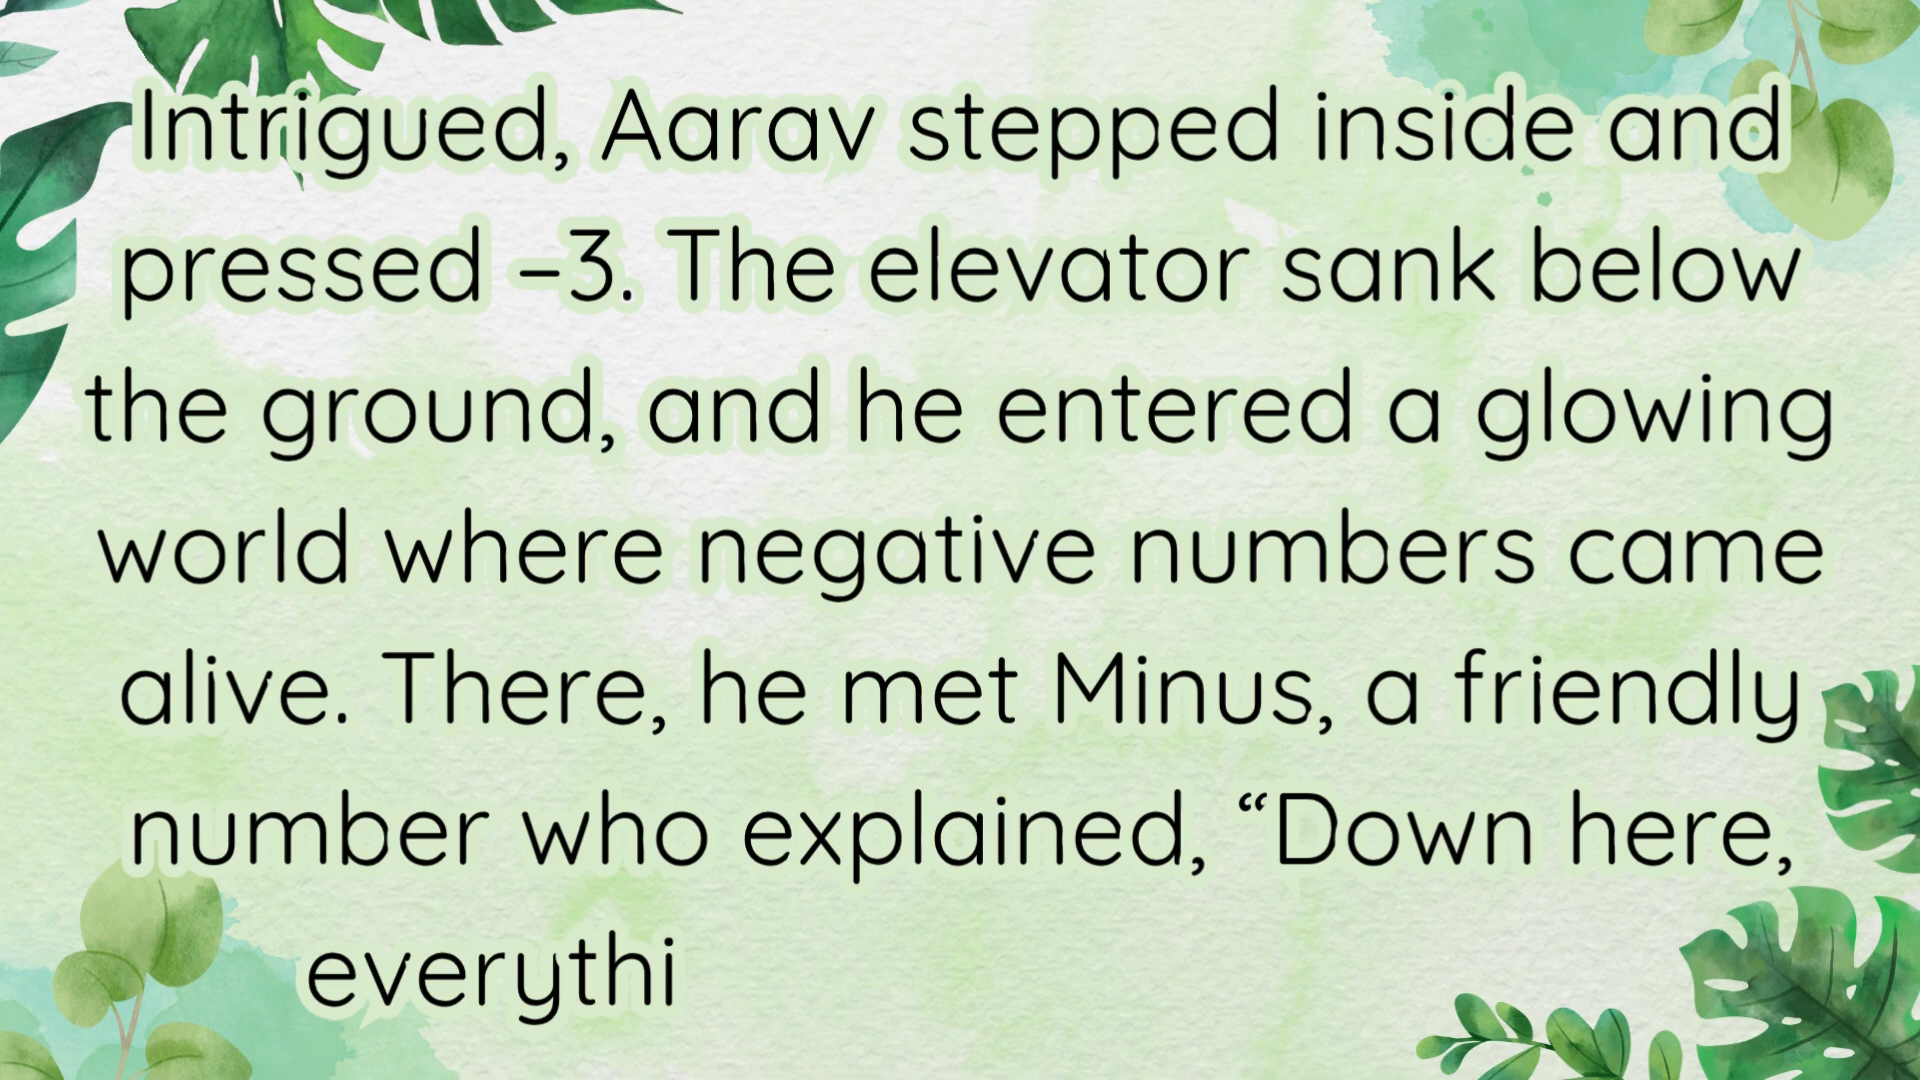 Intrigued, Aarav stepped inside and
pressed –3. The elevator sank below
the ground, and he entered a glowing
world where negative numbers came
alive. There, he met Minus, a friendly
number who explained, “Down here,
everythi